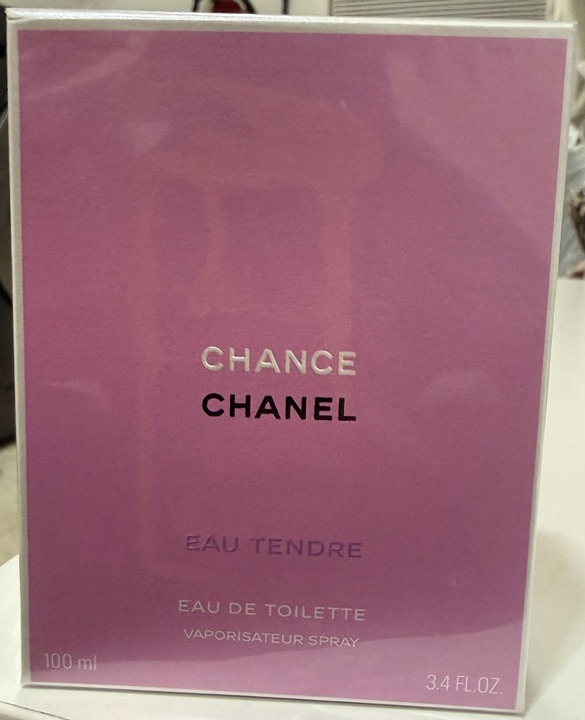 CHANCE
CHANEL
EAU TENDRE
EAU DE TOILETTE
VAPORISATEUR SPRAY
100 ml
3.4 FL.OZ.